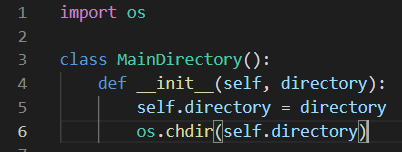 1 import os
2
3 class MainDirectory():
4     def __init__(self, directory):
5         self.directory = directory
6         os.chdir(self.directory)